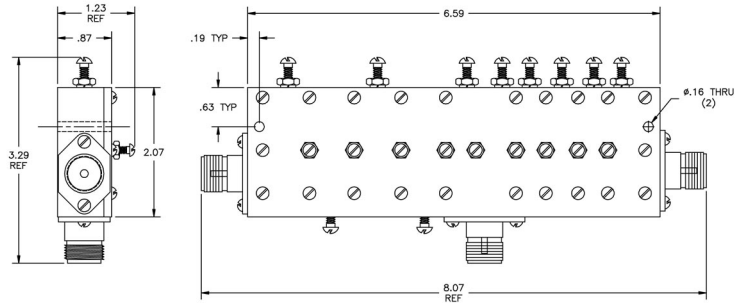 1.23
REF
.87
3.29
REF
2.07
6.59
.19 TYP
.63 TYP
ø.16 THRU
(2)
8.07
REF